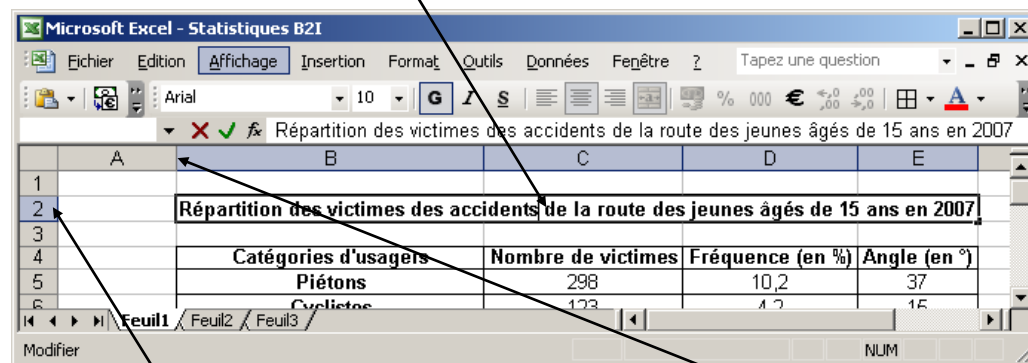 Microsoft Excel - Statistiques B2I
Fichier Edition Affichage Insertion Format Outils Données Fenêtre ? Tapez une question
Arial 10 G I S % 000 € A
fx Répartition des victimes des accidents de la route des jeunes âgés de 15 ans en 2007
A B C D E
1
2 Répartition des victimes des accidents de la route des jeunes âgés de 15 ans en 2007
3
4 Catégories d'usagers Nombre de victimes Fréquence (en %) Angle (en °)
5 Piétons 298 10,2 37
6 Cyclistes 123 4,2 15
Feuil1 Feuil2 Feuil3
Modifier NUM